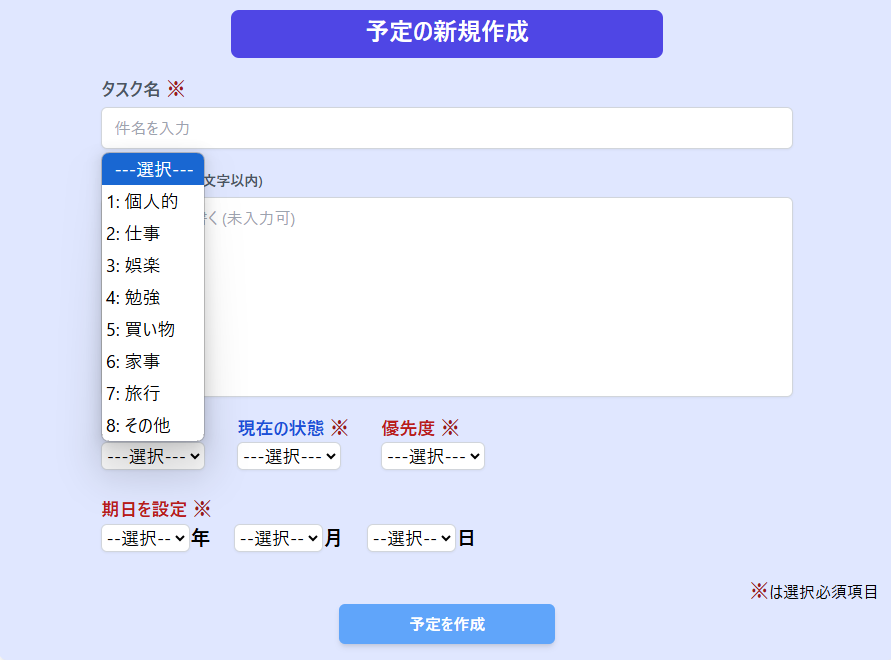 予定の新規作成
タスク名 ※
件名を入力
---選択---
1: 個人的
2: 仕事
3: 娯楽
4: 勉強
5: 買い物
6: 家事
7: 旅行
8: その他
文字以内)
く(未入力可)
現在の状態 ※ 優先度 ※
---選択--- ---選択--- ---選択---
期日を設定 ※
--選択-- 年 --選択-- 月 --選択-- 日
※は選択必須項目
予定を作成